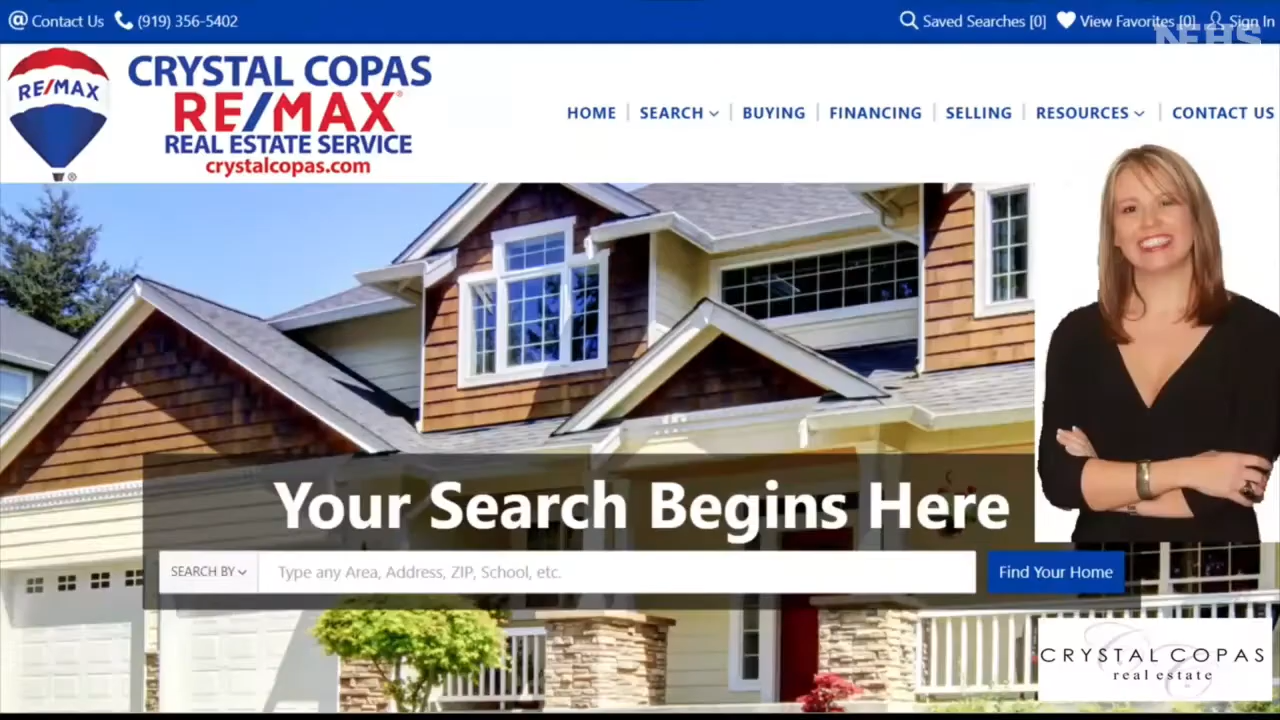 Contact Us (919) 356-5402
Saved Searches [0] View Favorites [0] Sign In
NFHS
RE/MAX
CRYSTAL COPAS
RE/MAX
REAL ESTATE SERVICE
crystalcopas.com
HOME SEARCH BUYING FINANCING SELLING RESOURCES CONTACT US
Your Search Begins Here
SEARCH BY Type any Area, Address, ZIP, School, etc. Find Your Home
CRYSTAL COPAS
real estate